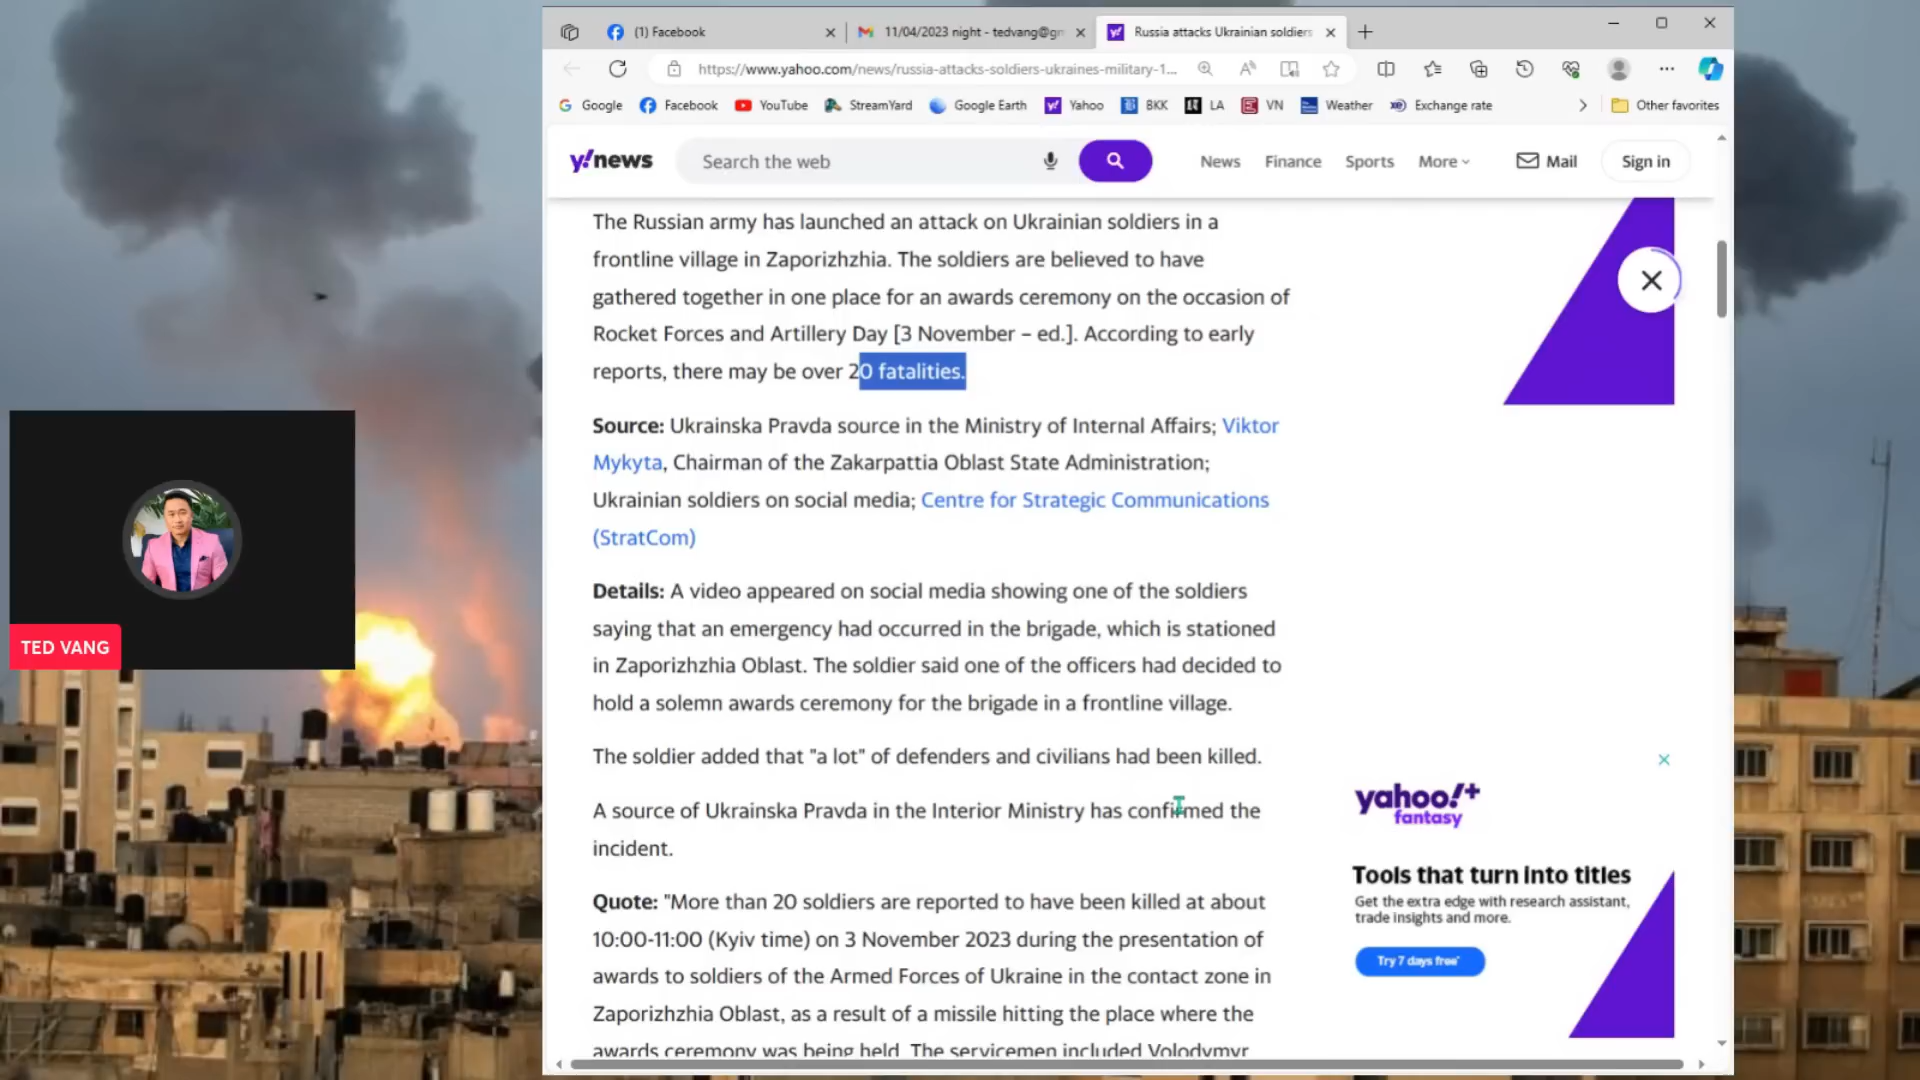 (1) Facebook
11/04/2023 night - tedvang@gm
Russia attacks Ukrainian soldiers
https://www.yahoo.com/news/russia-attacks-soldiers-ukraines-military-1...
Google Facebook YouTube StreamYard Google Earth Yahoo BKK LA VN Weather Exchange rate Other favorites
y!news
Search the web
News Finance Sports More Mail Sign in
The Russian army has launched an attack on Ukrainian soldiers in a
frontline village in Zaporizhzhia. The soldiers are believed to have
gathered together in one place for an awards ceremony on the occasion of
Rocket Forces and Artillery Day [3 November – ed.]. According to early
reports, there may be over 20 fatalities.
Source: Ukrainska Pravda source in the Ministry of Internal Affairs; Viktor
Mykyta, Chairman of the Zakarpattia Oblast State Administration;
Ukrainian soldiers on social media; Centre for Strategic Communications
(StratCom)
Details: A video appeared on social media showing one of the soldiers
saying that an emergency had occurred in the brigade, which is stationed
in Zaporizhzhia Oblast. The soldier said one of the officers had decided to
hold a solemn awards ceremony for the brigade in a frontline village.
The soldier added that "a lot" of defenders and civilians had been killed.
A source of Ukrainska Pravda in the Interior Ministry has confirmed the
incident.
Quote: "More than 20 soldiers are reported to have been killed at about
10:00-11:00 (Kyiv time) on 3 November 2023 during the presentation of
awards to soldiers of the Armed Forces of Ukraine in the contact zone in
Zaporizhzhia Oblast, as a result of a missile hitting the place where the
awards ceremony was being held. The servicemen included Volodymyr
TED VANG
yahoo!+
fantasy
Tools that turn into titles
Get the extra edge with research assistant,
trade insights and more.
Try 7 days free*